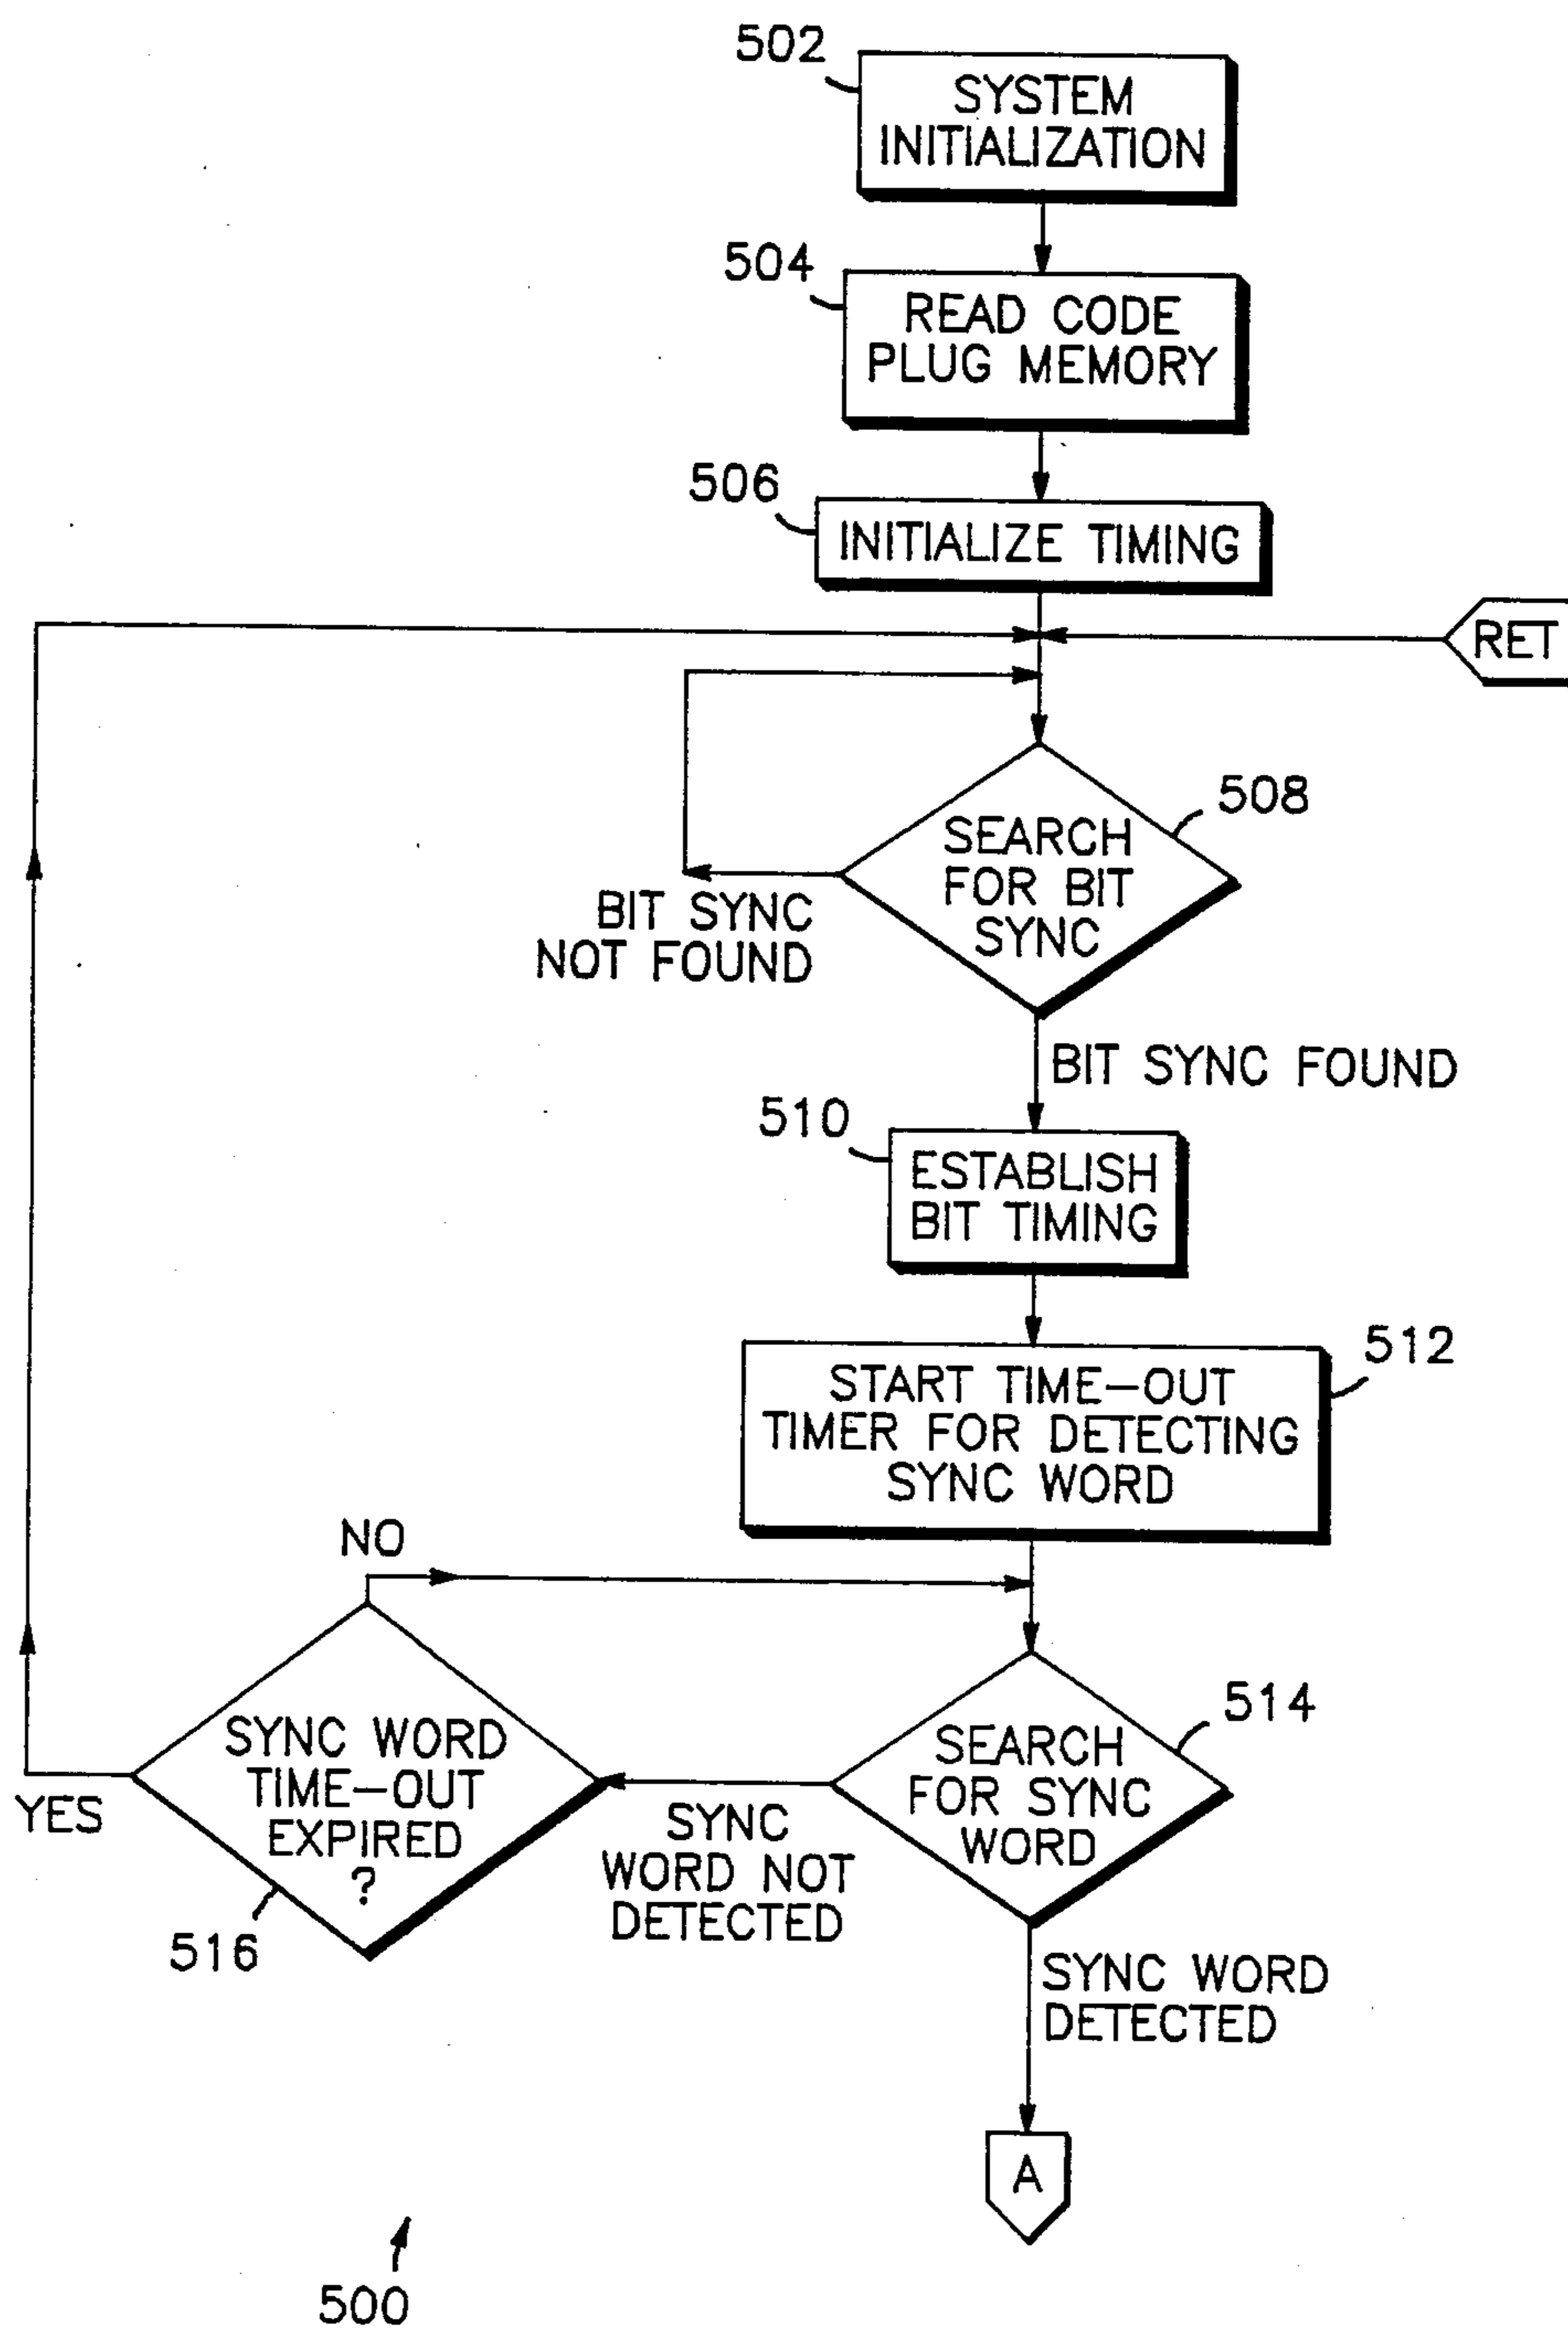 502
SYSTEM
INITIALIZATION
504
READ CODE
PLUG MEMORY
506
INITIALIZE TIMING
RET
508
SEARCH
FOR BIT
SYNC
BIT SYNC
NOT FOUND
BIT SYNC FOUND
510
ESTABLISH
BIT TIMING
512
START TIME-OUT
TIMER FOR DETECTING
SYNC WORD
NO
514
SEARCH
FOR SYNC
WORD
SYNC WORD
TIME-OUT
EXPIRED
?
YES
SYNC
WORD NOT
DETECTED
516
SYNC WORD
DETECTED
A
500